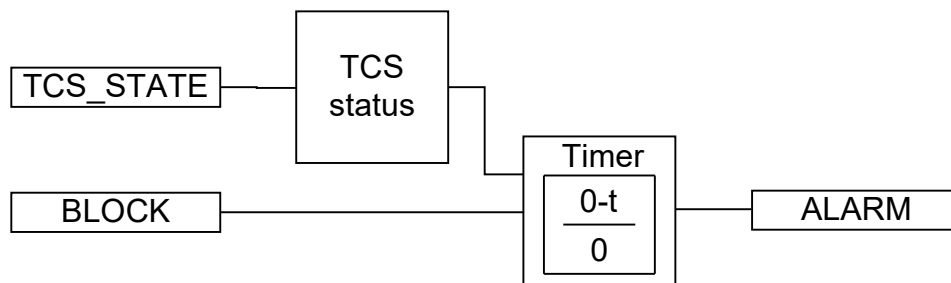 TCS_STATE
TCS
status
BLOCK
Timer
0-t
0
ALARM